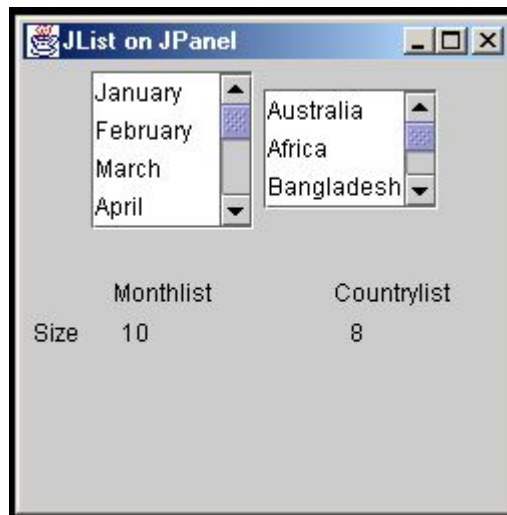 JList on JPanel
January
February
March
April
Australia
Africa
Bangladesh
Monthlist Countrylist
Size 10 8